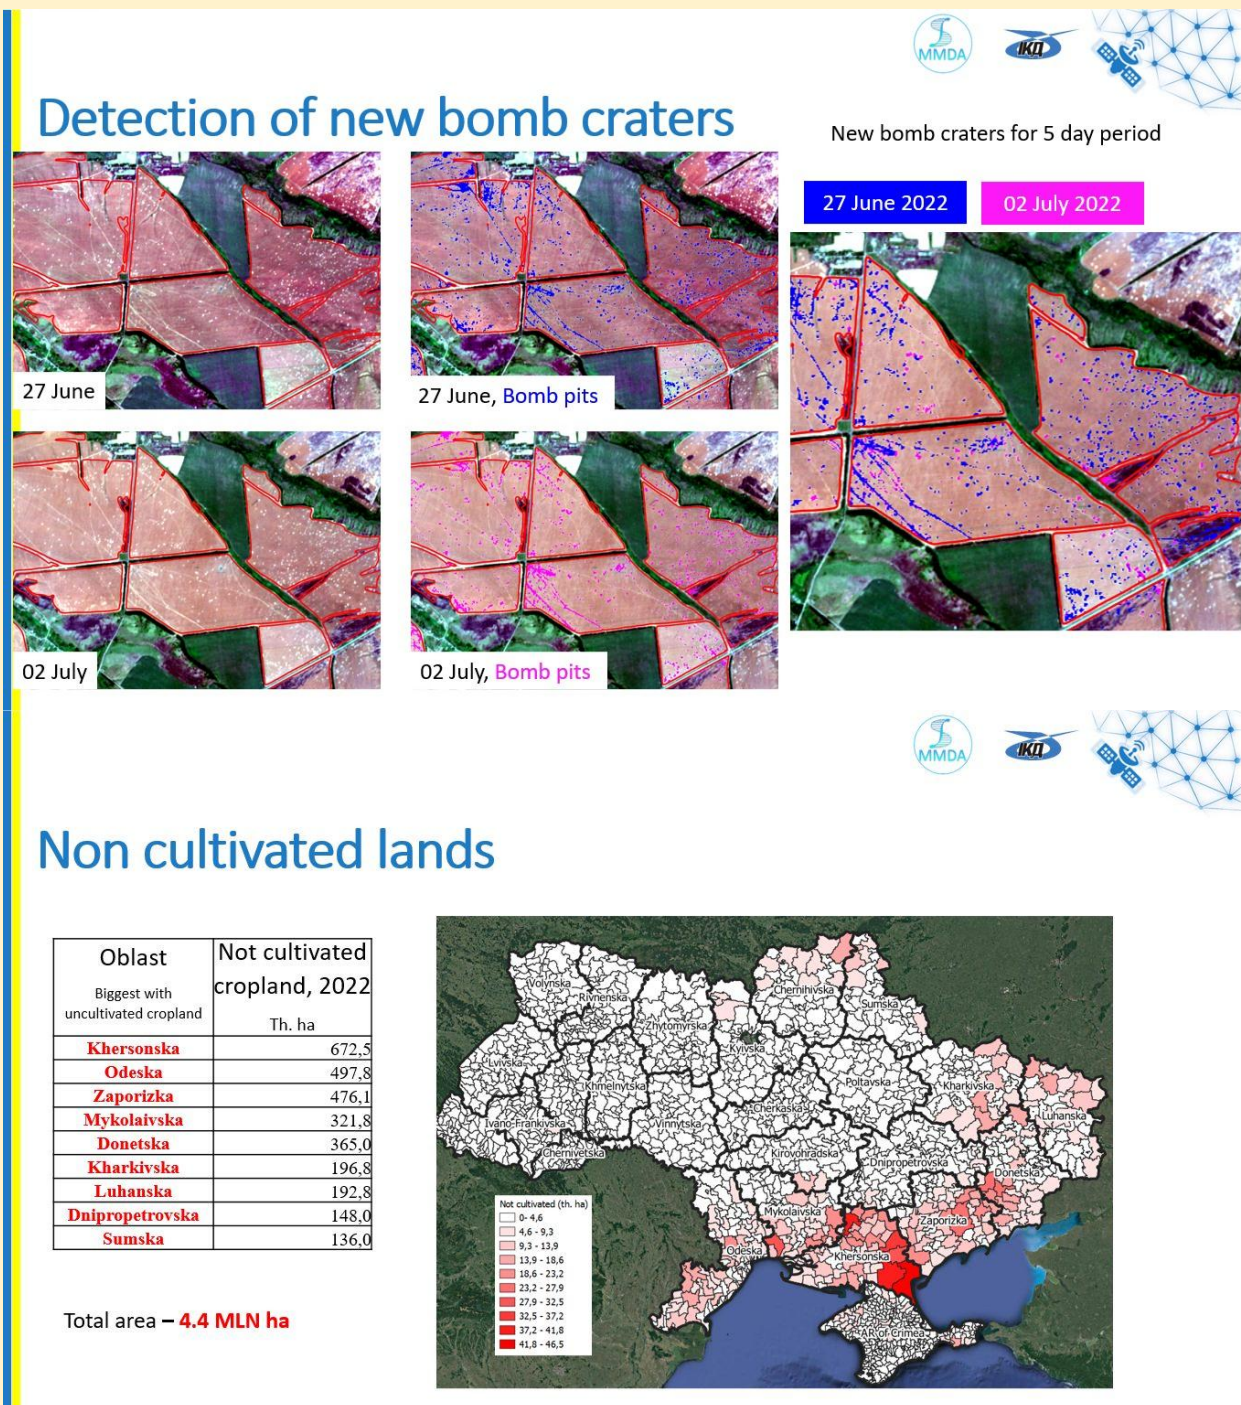 MMDA
ІКД
Detection of new bomb craters
New bomb craters for 5 day period
27 June 2022
02 July 2022
27 June
27 June, Bomb pits
02 July
02 July, Bomb pits
MMDA
ІКД
Non cultivated lands
Oblast
Biggest with
uncultivated cropland
Not cultivated
cropland, 2022
Th. ha
Khersonska 672,5
Odeska 497,8
Zaporizka 476,1
Mykolaivska 321,8
Donetska 365,0
Kharkivska 196,8
Luhanska 192,8
Dnipropetrovska 148,0
Sumska 136,0
Total area – 4.4 MLN ha
Volynska
Rivnenska
Zhytomyrska
Kyivska
Chernihivska
Sumska
Lvivska
Khmelnytska
Poltavska
Kharkivska
Luhanska
Ivano-Frankivska
Vinnytska
Cherkaska
Chernivetska
Kirovohradska
Dnipropetrovska
Donetska
Mykolaivska
Zaporizka
Odeska
Khersonska
AR of Crimea
Not cultivated (th. ha)
0- 4,6
4,6 - 9,3
9,3 - 13,9
13,9 - 18,6
18,6 - 23,2
23,2 - 27,9
27,9 - 32,5
32,5 - 37,2
37,2 - 41,8
41,8 - 46,5